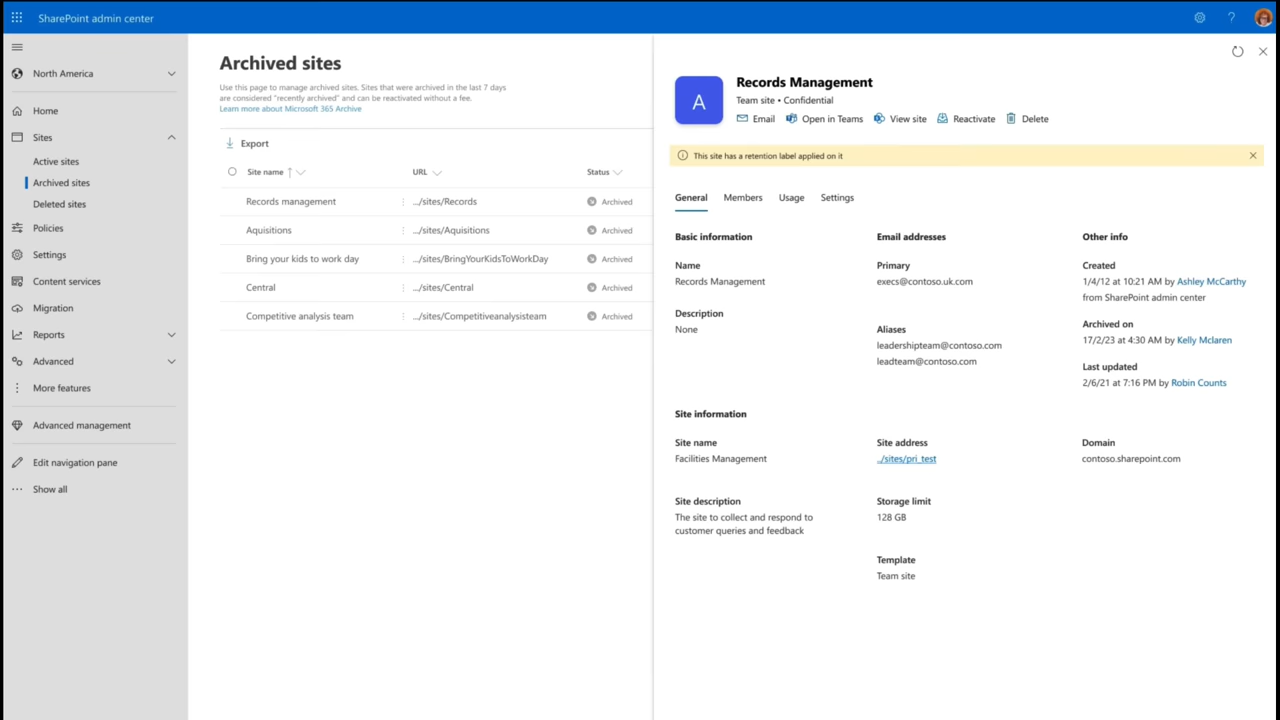 SharePoint admin center
North America
Home
Sites
Active sites
Archived sites
Deleted sites
Policies
Settings
Content services
Migration
Reports
Advanced
More features
Advanced management
Edit navigation pane
Show all
Archived sites
Use this page to manage archived sites. Sites that were archived in the last 7 days
are considered "recently archived" and can be reactivated without a fee.
Learn more about Microsoft 365 Archive
Export
Site name URL Status
Records management ../sites/Records Archived
Aquisitions ../sites/Aquisitions Archived
Bring your kids to work day ../sites/BringYourKidsToWorkDay Archived
Central ../sites/Central Archived
Competitive analysis team ../sites/Competitiveanalysisteam Archived
A
Records Management
Team site • Confidential
Email Open in Teams View site Reactivate Delete
This site has a retention label applied on it
General Members Usage Settings
Basic information
Name
Records Management
Description
None
Email addresses
Primary
execs@contoso.uk.com
Aliases
leadershipteam@contoso.com
leadteam@contoso.com
Other info
Created
1/4/12 at 10:21 AM by Ashley McCarthy
from SharePoint admin center
Archived on
17/2/23 at 4:30 AM by Kelly Mclaren
Last updated
2/6/21 at 7:16 PM by Robin Counts
Site information
Site name
Facilities Management
Site address
../sites/pri_test
Domain
contoso.sharepoint.com
Site description
The site to collect and respond to
customer queries and feedback
Storage limit
128 GB
Template
Team site